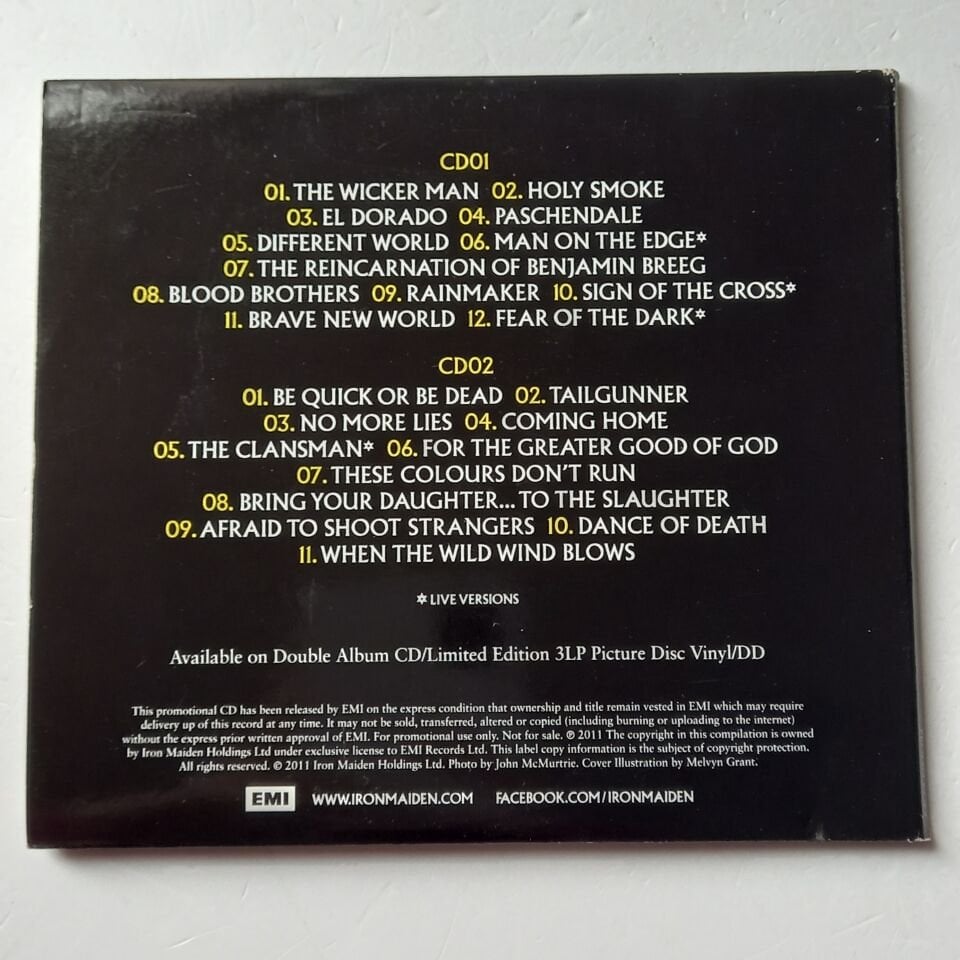 CD01
01. THE WICKER MAN 02. HOLY SMOKE
03. EL DORADO 04. PASCHENDALE
05. DIFFERENT WORLD 06. MAN ON THE EDGE*
07. THE REINCARNATION OF BENJAMIN BREEG
08. BLOOD BROTHERS 09. RAINMAKER 10. SIGN OF THE CROSS*
11. BRAVE NEW WORLD 12. FEAR OF THE DARK*
CD02
01. BE QUICK OR BE DEAD 02. TAILGUNNER
03. NO MORE LIES 04. COMING HOME
05. THE CLANSMAN* 06. FOR THE GREATER GOOD OF GOD
07. THESE COLOURS DON'T RUN
08. BRING YOUR DAUGHTER... TO THE SLAUGHTER
09. AFRAID TO SHOOT STRANGERS 10. DANCE OF DEATH
11. WHEN THE WILD WIND BLOWS
* LIVE VERSIONS
Available on Double Album CD/Limited Edition 3LP Picture Disc Vinyl/DD
This promotional CD has been released by EMI on the express condition that ownership and title remain vested in EMI which may require
delivery up of this record at any time. It may not be sold, transferred, altered or copied (including burning or uploading to the internet)
without the express prior written approval of EMI. For promotional use only. Not for sale. ℗ 2011 The copyright in this compilation is owned
by Iron Maiden Holdings Ltd under exclusive license to EMI Records Ltd. This label copy information is the subject of copyright protection.
All rights reserved. © 2011 Iron Maiden Holdings Ltd. Photo by John McMurtrie. Cover Illustration by Melvyn Grant.
EMI WWW.IRONMAIDEN.COM FACEBOOK.COM/IRONMAIDEN